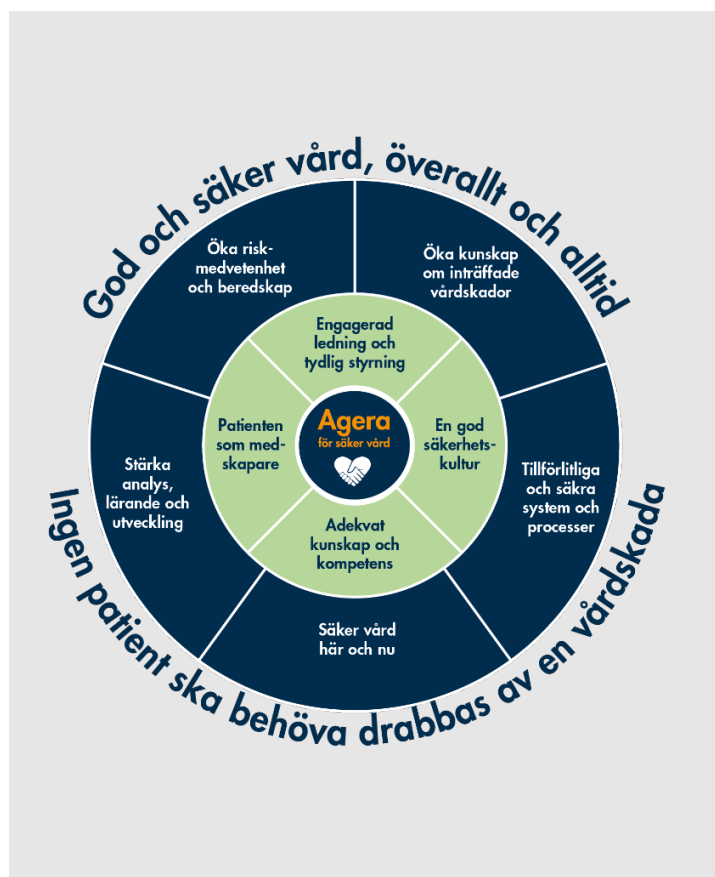 God och säker vård, överallt och alltid
Öka risk-
medvetenhet
och beredskap
Öka kunskap
om inträffade
vårdskador
Engagerad
ledning och
tydlig styrning
Patienten
som med-
skapare
Agera
för säker vård
En god
säkerhets-
kultur
Stärka
analys,
lärande och
utveckling
Tillförlitliga
och säkra
system och
processer
Adekvat
kunskap och
kompetens
Säker vård
här och nu
Ingen patient ska behöva drabbas av en vårdskada